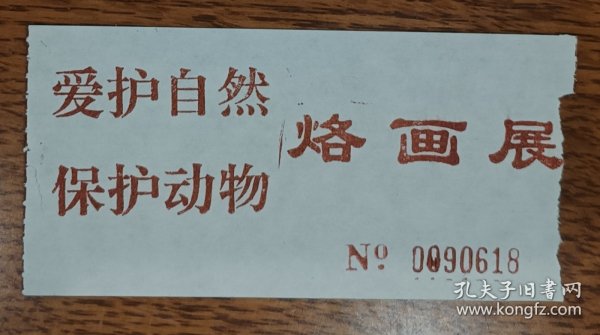 爱护自然
保护动物
烙画展
Nº 0090618
孔夫子旧书网
www.kongfz.com